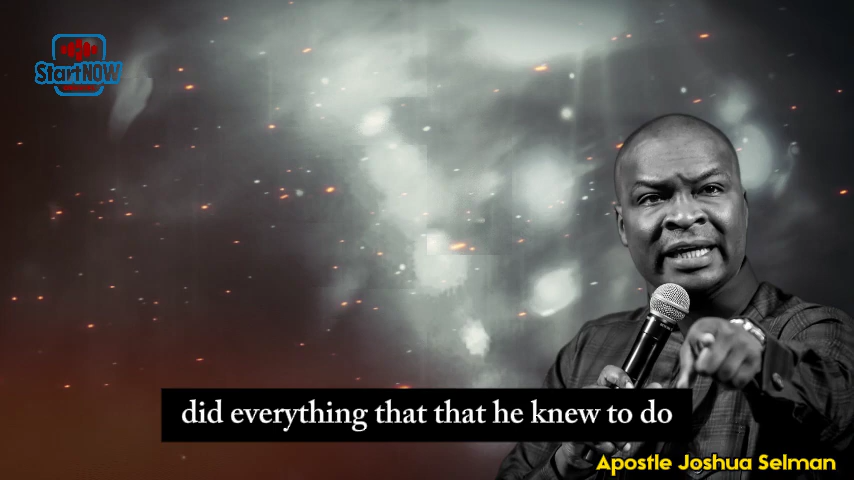 StartNOW
did everything that that he knew to do
Apostle Joshua Selman